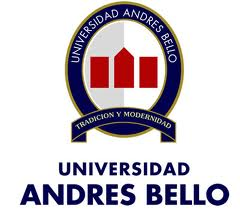 UNIVERSIDAD ANDRES BELLO
TRADICION Y MODERNIDAD
UNIVERSIDAD
ANDRES BELLO